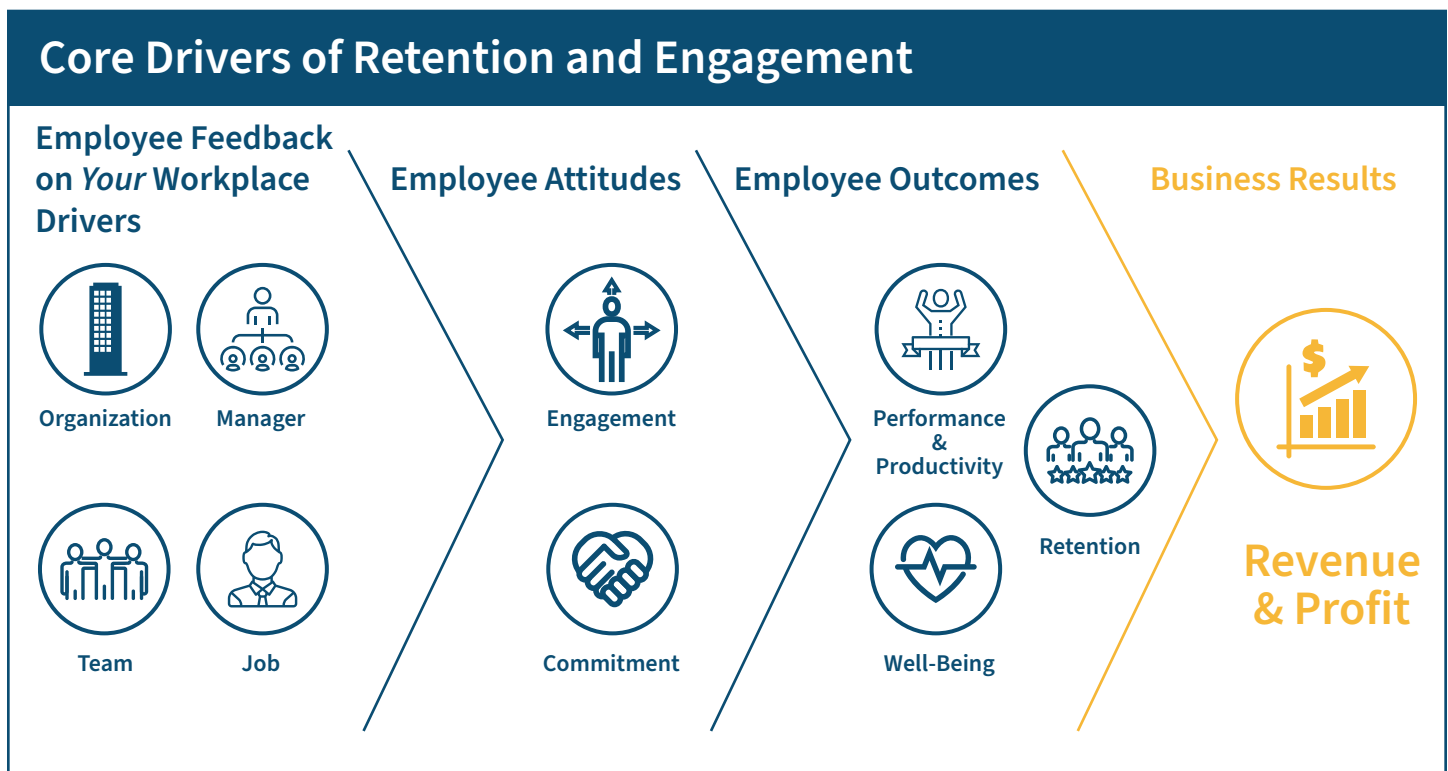 Core Drivers of Retention and Engagement
Employee Feedback
on Your Workplace
Drivers
Organization
Manager
Team
Job
Employee Attitudes
Engagement
Commitment
Employee Outcomes
Performance
&
Productivity
Retention
Well-Being
Business Results
$
Revenue
& Profit